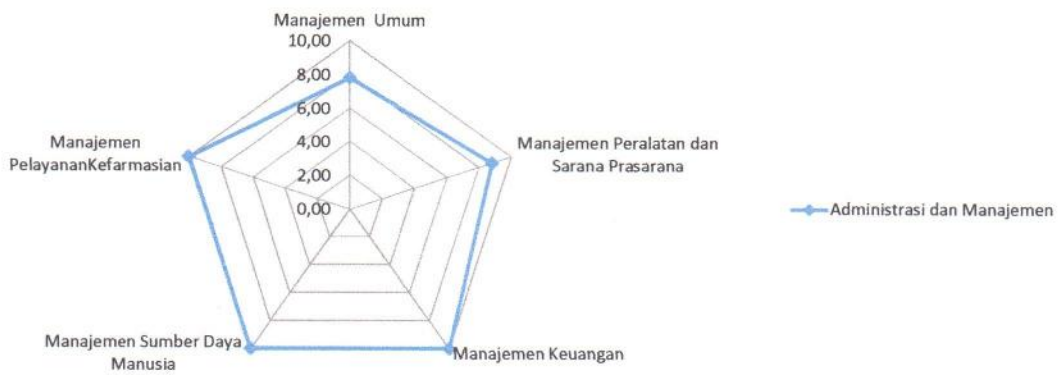 Manajemen Umum
10,00
8,00
6,00
4,00
2,00
0,00
Manajemen Peralatan dan
Sarana Prasarana
Manajemen Keuangan
Manajemen Sumber Daya
Manusia
Manajemen
PelayananKefarmasian
Administrasi dan Manajemen